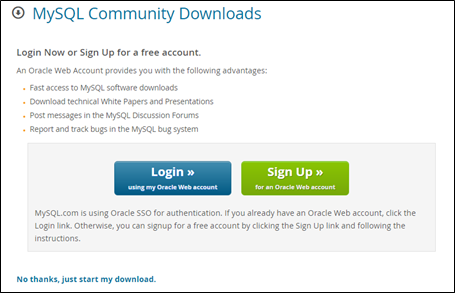 MySQL Community Downloads
Login Now or Sign Up for a free account.
An Oracle Web Account provides you with the following advantages:
Fast access to MySQL software downloads
Download technical White Papers and Presentations
Post messages in the MySQL Discussion Forums
Report and track bugs in the MySQL bug system
Login »
using my Oracle Web account
Sign Up »
for an Oracle Web account
MySQL.com is using Oracle SSO for authentication. If you already have an Oracle Web account, click the
Login link. Otherwise, you can signup for a free account by clicking the Sign Up link and following the
instructions.
No thanks, just start my download.